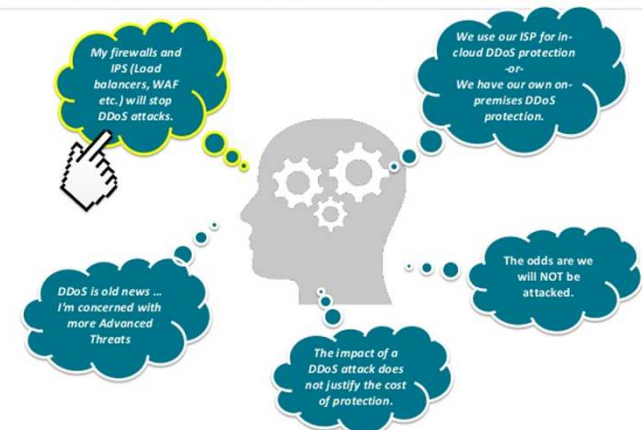 My firewalls and
IPS (Load
balancers, WAF
etc.) will stop
DDoS attacks.
We use our ISP for in-
cloud DDoS protection
-or-
We have our own on-
premises DDoS
protection.
DDoS is old news ...
I'm concerned with
more Advanced
Threats
The odds are we
will NOT be
attacked.
The impact of a
DDoS attack does
not justify the cost
of protection.